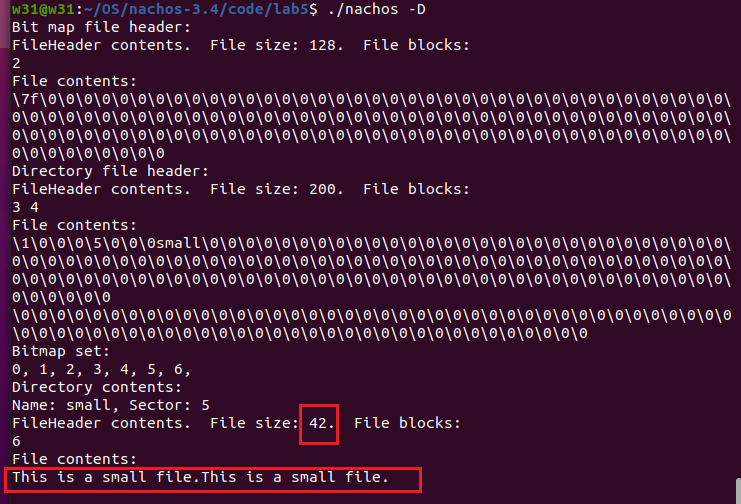 w31@w31:~/OS/nachos-3.4/code/lab5$ ./nachos -D
Bit map file header:
FileHeader contents.  File size: 128.  File blocks:
2
File contents:
\7f\0\0\0\0\0\0\0\0\0\0\0\0\0\0\0\0\0\0\0\0\0\0\0\0\0\0\0\0\0\0\0\0\0\0\0\0\0\0\
0\0\0\0\0\0\0\0\0\0\0\0\0\0\0\0\0\0\0\0\0\0\0\0\0\0\0\0\0\0\0\0\0\0\0\0\0\0\0\0\
0\0\0\0\0\0\0\0\0\0\0\0\0\0\0\0\0\0\0\0\0\0\0\0\0\0\0\0\0\0\0\0\0\0\0\0\0\0\0\0\
0\0\0\0\0\0\0\0\0
Directory file header:
FileHeader contents.  File size: 200.  File blocks:
3 4
File contents:
\1\0\0\0\5\0\0\0small\0\0\0\0\0\0\0\0\0\0\0\0\0\0\0\0\0\0\0\0\0\0\0\0\0\0\0\0\0\
0\0\0\0\0\0\0\0\0\0\0\0\0\0\0\0\0\0\0\0\0\0\0\0\0\0\0\0\0\0\0\0\0\0\0\0\0\0\0\0\
0\0\0\0\0\0\0\0\0\0\0\0\0\0\0\0\0\0\0\0\0\0\0\0\0\0\0\0\0\0\0\0\0\0\0\0\0\0\0\0\
0\0\0\0\0\0
\0\0\0\0\0\0\0\0\0\0\0\0\0\0\0\0\0\0\0\0\0\0\0\0\0\0\0\0\0\0\0\0\0\0\0\0\0\0\0\0
\0\0\0\0\0\0\0\0\0\0\0\0\0\0\0\0\0\0\0\0\0\0\0\0\0\0\0\0\0\0\0\0
Bitmap set:
0, 1, 2, 3, 4, 5, 6,
Directory contents:
Name: small, Sector: 5
FileHeader contents.  File size: 42.  File blocks:
6
File contents:
This is a small file.This is a small file.